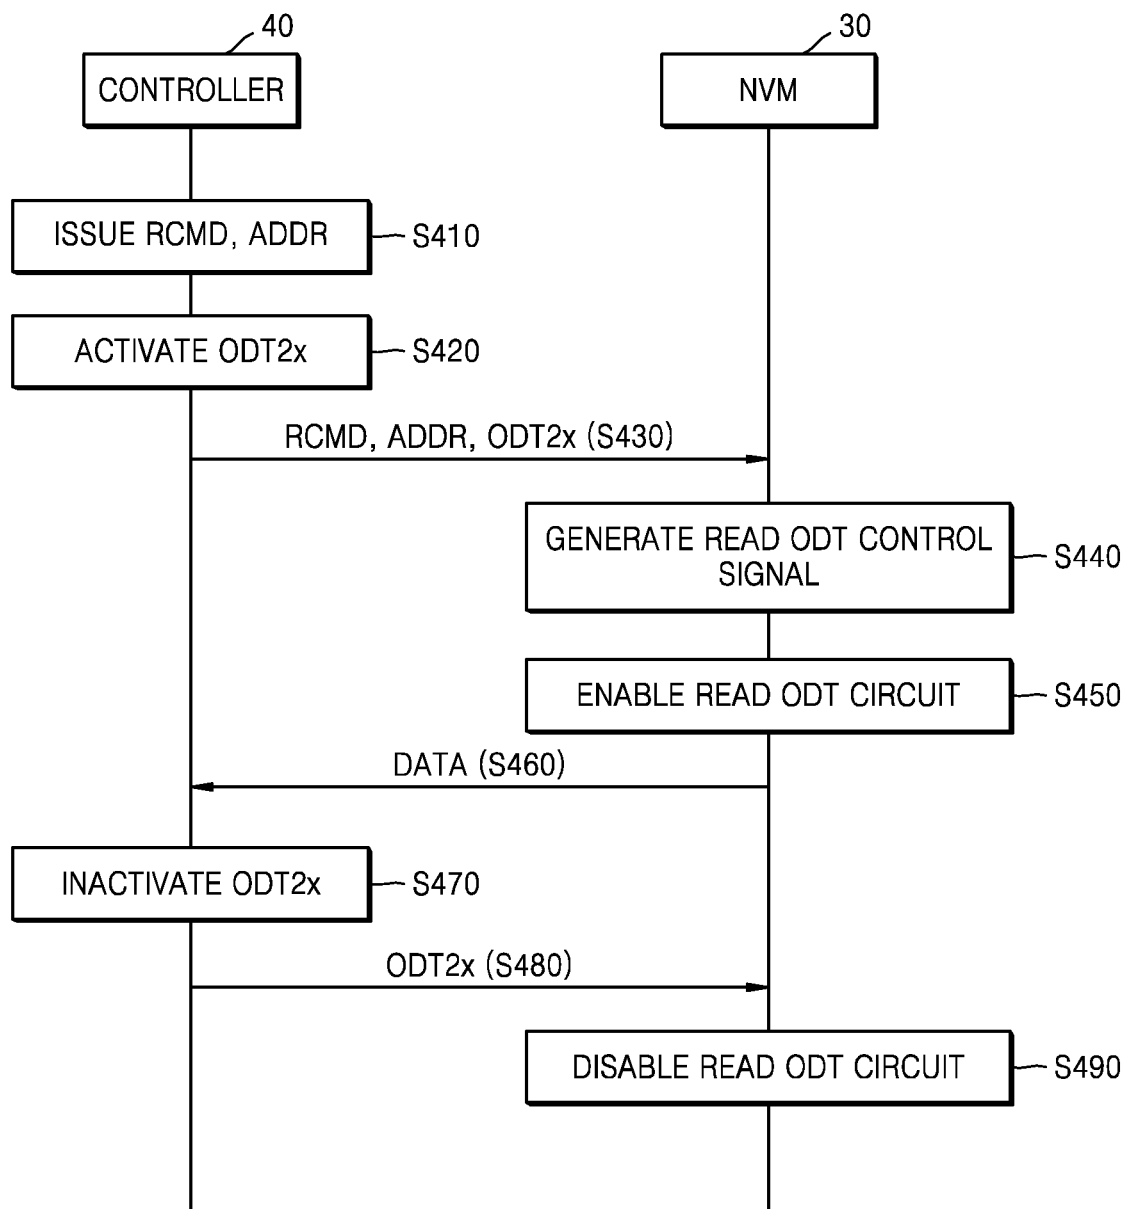 40
30
CONTROLLER
NVM
ISSUE RCMD, ADDR
S410
ACTIVATE ODT2x
S420
RCMD, ADDR, ODT2x (S430)
GENERATE READ ODT CONTROL
SIGNAL
S440
ENABLE READ ODT CIRCUIT
S450
DATA (S460)
INACTIVATE ODT2x
S470
ODT2x (S480)
DISABLE READ ODT CIRCUIT
S490